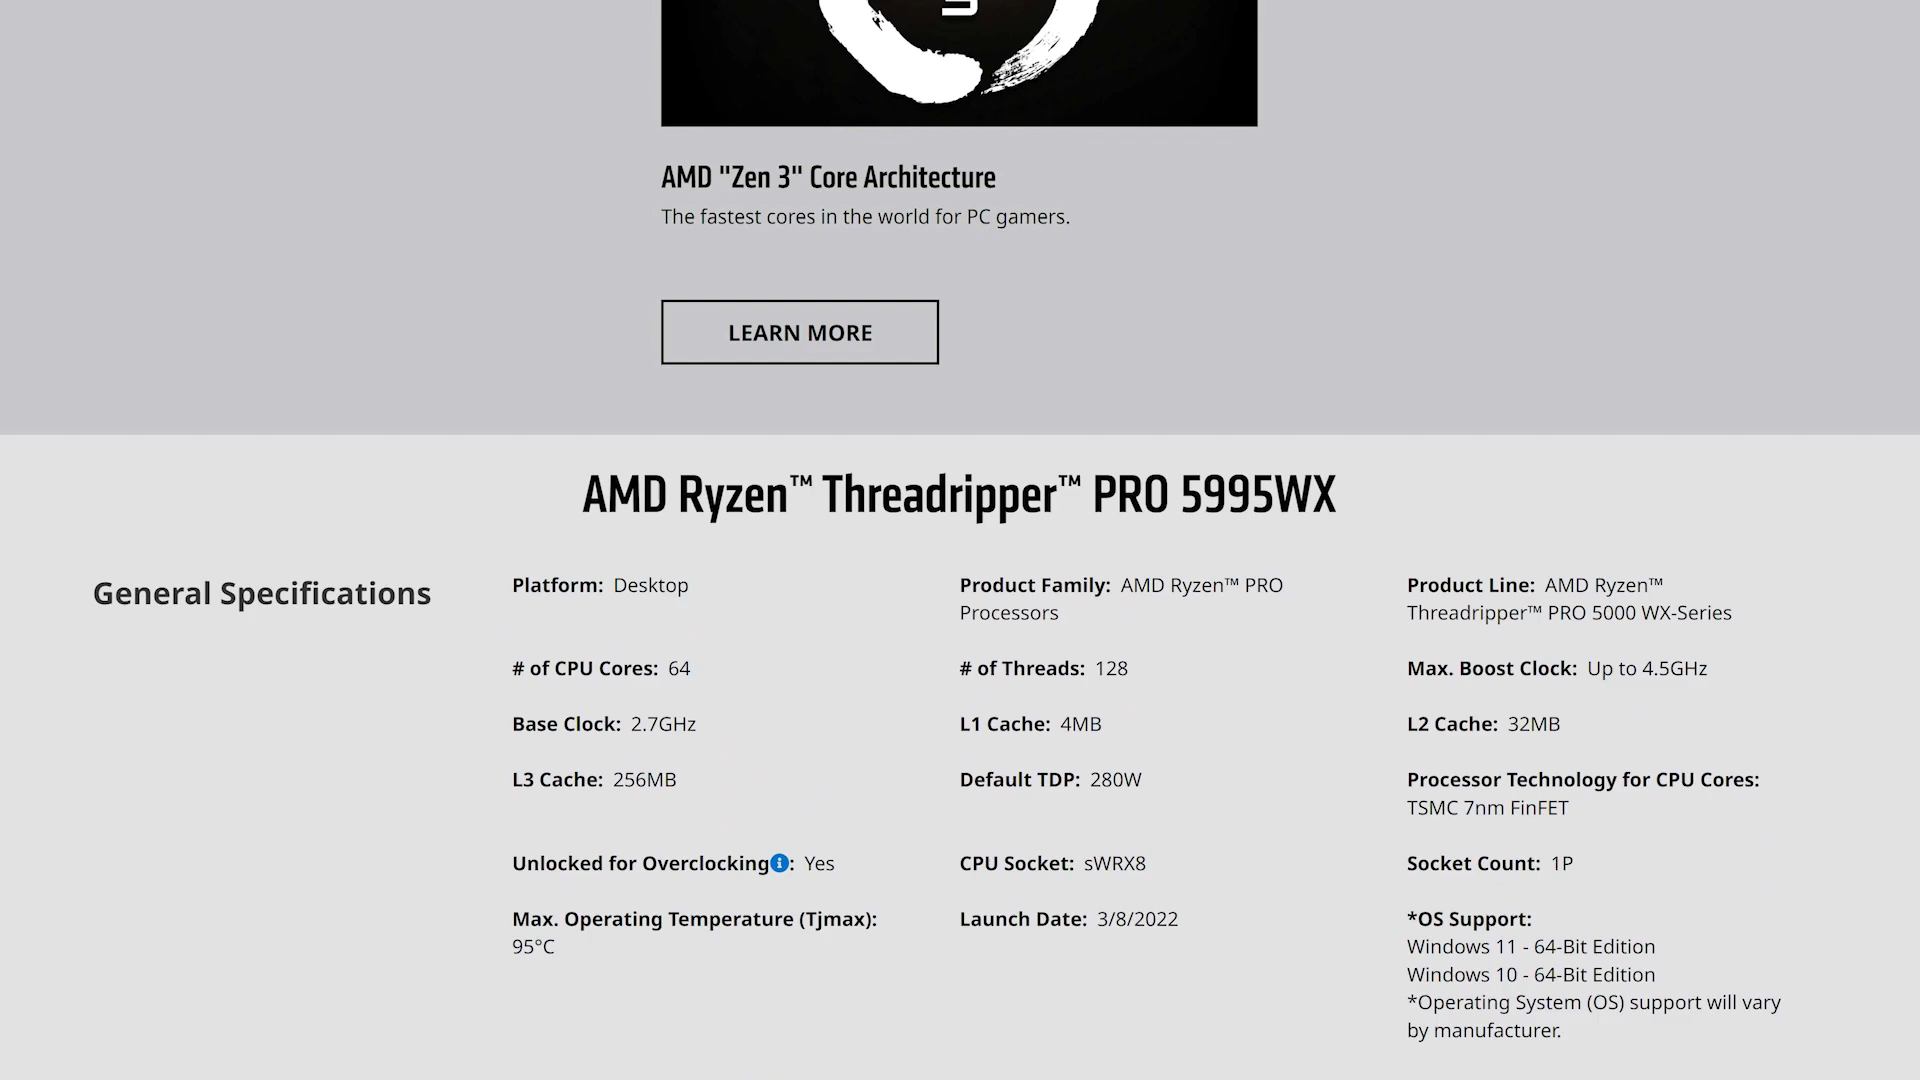 AMD "Zen 3" Core Architecture
The fastest cores in the world for PC gamers.
LEARN MORE
AMD Ryzen™ Threadripper™ PRO 5995WX
General Specifications
Platform: Desktop
Product Family: AMD Ryzen™ PRO
Processors
Product Line: AMD Ryzen™
Threadripper™ PRO 5000 WX-Series
# of CPU Cores: 64
# of Threads: 128
Max. Boost Clock: Up to 4.5GHz
Base Clock: 2.7GHz
L1 Cache: 4MB
L2 Cache: 32MB
L3 Cache: 256MB
Default TDP: 280W
Processor Technology for CPU Cores:
TSMC 7nm FinFET
Unlocked for Overclocking: Yes
CPU Socket: sWRX8
Socket Count: 1P
Max. Operating Temperature (Tjmax):
95°C
Launch Date: 3/8/2022
*OS Support:
Windows 11 - 64-Bit Edition
Windows 10 - 64-Bit Edition
*Operating System (OS) support will vary
by manufacturer.